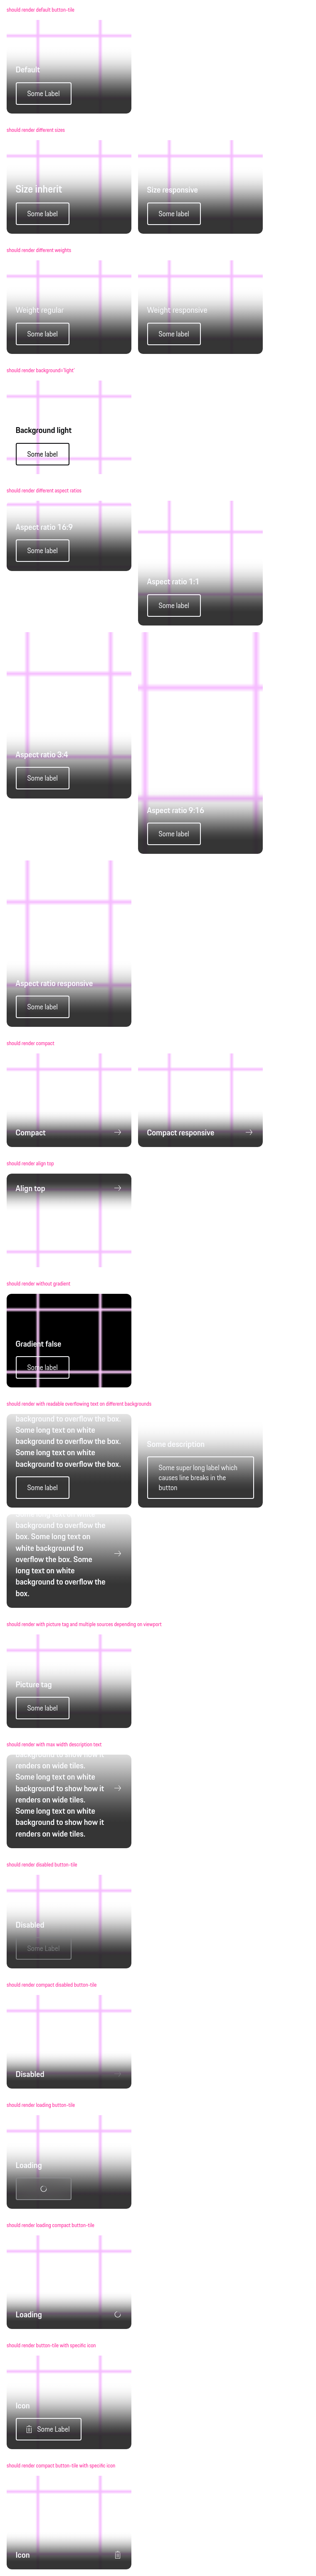 should render default button-tile
Default
Some Label
should render different sizes
Size inherit
Size responsive
Some label
Some label
should render different weights
Weight regular
Weight responsive
Some label
Some label
should render background='light'
Background light
Some label
should render different aspect ratios
Aspect ratio 16:9
Some label
Aspect ratio 1:1
Some label
Aspect ratio 3:4
Some label
Aspect ratio 9:16
Some label
Aspect ratio responsive
Some label
should render compact
Compact
Compact responsive
should render align top
Align top
should render without gradient
Gradient false
Some label
should render with readable overflowing text on different backgrounds
background to overflow the box.
Some long text on white
background to overflow the box.
Some long text on white
background to overflow the box.
Some label
Some description
Some super long label which
causes line breaks in the
button
background to overflow the
box. Some long text on
white background to
overflow the box. Some
long text on white
background to overflow the
box.
should render with picture tag and multiple sources depending on viewport
Picture tag
Some label
should render with max width description text
background to show how it
renders on wide tiles.
Some long text on white
background to show how it
renders on wide tiles.
Some long text on white
background to show how it
renders on wide tiles.
should render disabled button-tile
Disabled
Some Label
should render compact disabled button-tile
Disabled
should render loading button-tile
Loading
should render loading compact button-tile
Loading
should render button-tile with specific icon
Icon
Some Label
should render compact button-tile with specific icon
Icon